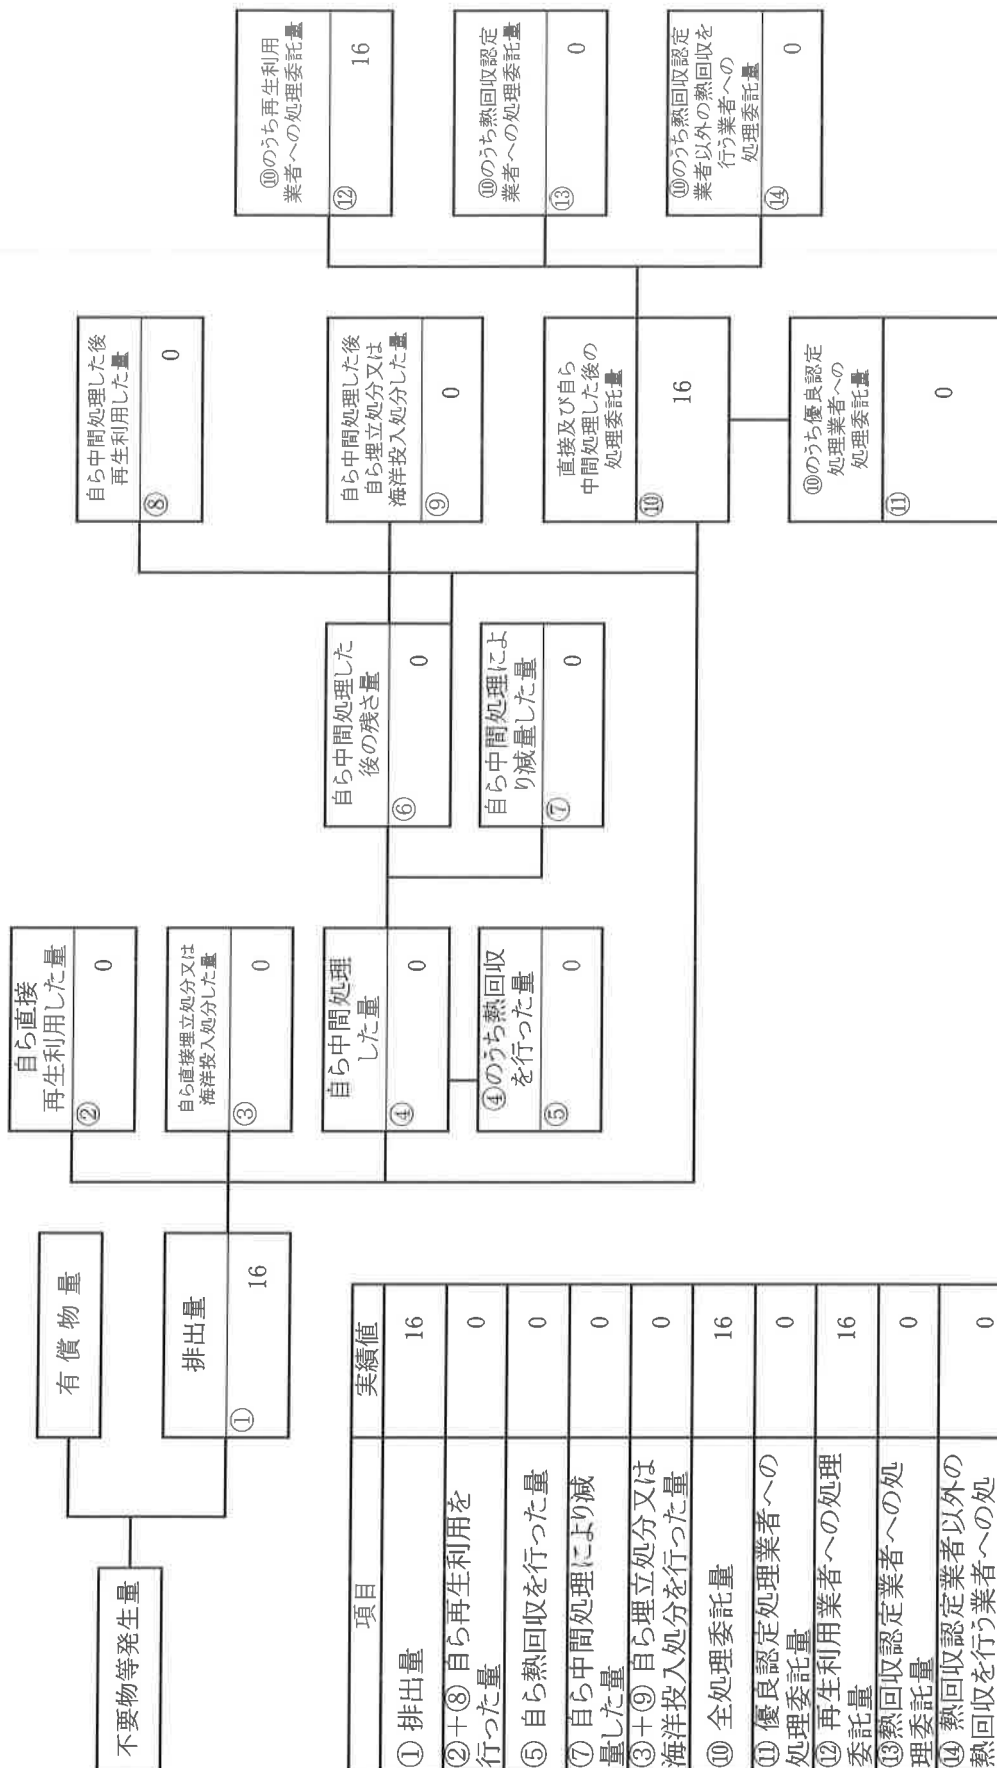 不要物等発生量
有償物量
排出量
① 16
自ら直接
再生利用した量
② 0
自ら直接埋立処分又は
海洋投入処分した量
③ 0
自ら中間処理
した量
④ 0
④のうち熱回収
を行った量
⑤ 0
自ら中間処理した
後の残さ量
⑥ 0
自ら中間処理によ
り減量した量
⑦ 0
自ら中間処理した後
再生利用した量
⑧ 0
自ら中間処理した後
自ら埋立処分又は
海洋投入処分した量
⑨ 0
直接及び自ら
中間処理した後の
処理委託量
⑩ 16
⑩のうち優良認定
処理業者への
処理委託量
⑪ 0
⑩のうち再生利用
業者への処理委託量
⑫ 16
⑩のうち熱回収認定
業者への処理委託量
⑬ 0
⑩のうち熱回収認定
業者以外の熱回収を
行う業者への
処理委託量
⑭ 0
項目 実績値
①排出量 16
②+⑧ 自ら再生利用を
行った量 0
⑤ 自ら熱回収を行った量 0
⑦ 自ら中間処理により減
量した量 0
③+⑨ 自ら埋立処分又は
海洋投入処分を行った量 0
⑩ 全処理委託量 16
⑪ 優良認定処理業者への
処理委託量 0
⑫ 再生利用業者への処理
委託量 16
⑬熱回収認定業者への処
理委託量 0
⑭ 熱回収認定業者以外の
熱回収を行う業者への処 0